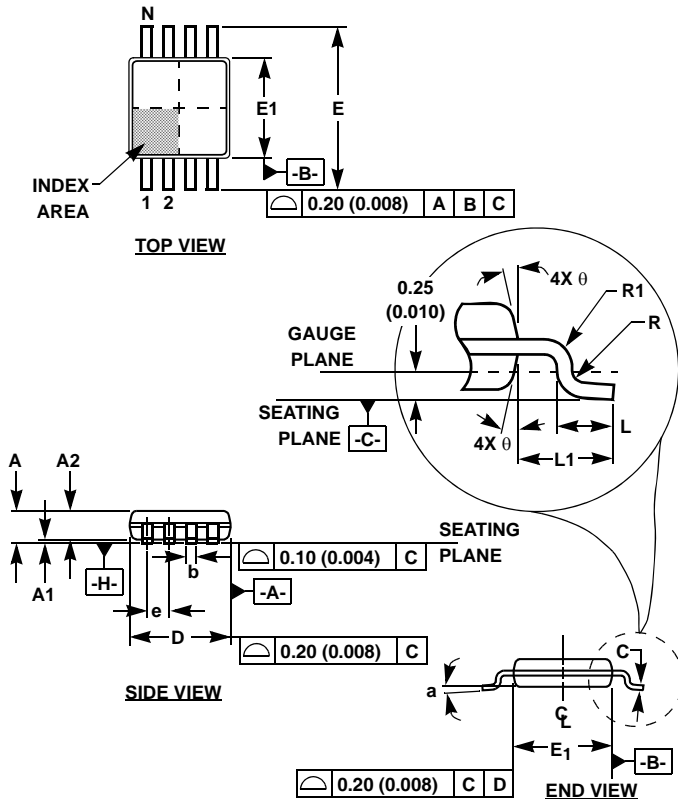 N
E1
E
-B-
INDEX
AREA
1 2
0.20 (0.008) A B C
TOP VIEW
0.25
(0.010)
4X θ
R1
R
GAUGE
PLANE
SEATING
PLANE
-C-
4X θ
L
L1
A
A2
SEATING
PLANE
0.10 (0.004) C
-H-
A1
b
e
-A-
D
0.20 (0.008) C
SIDE VIEW
C
a
CL
E1
-B-
0.20 (0.008) C D
END VIEW